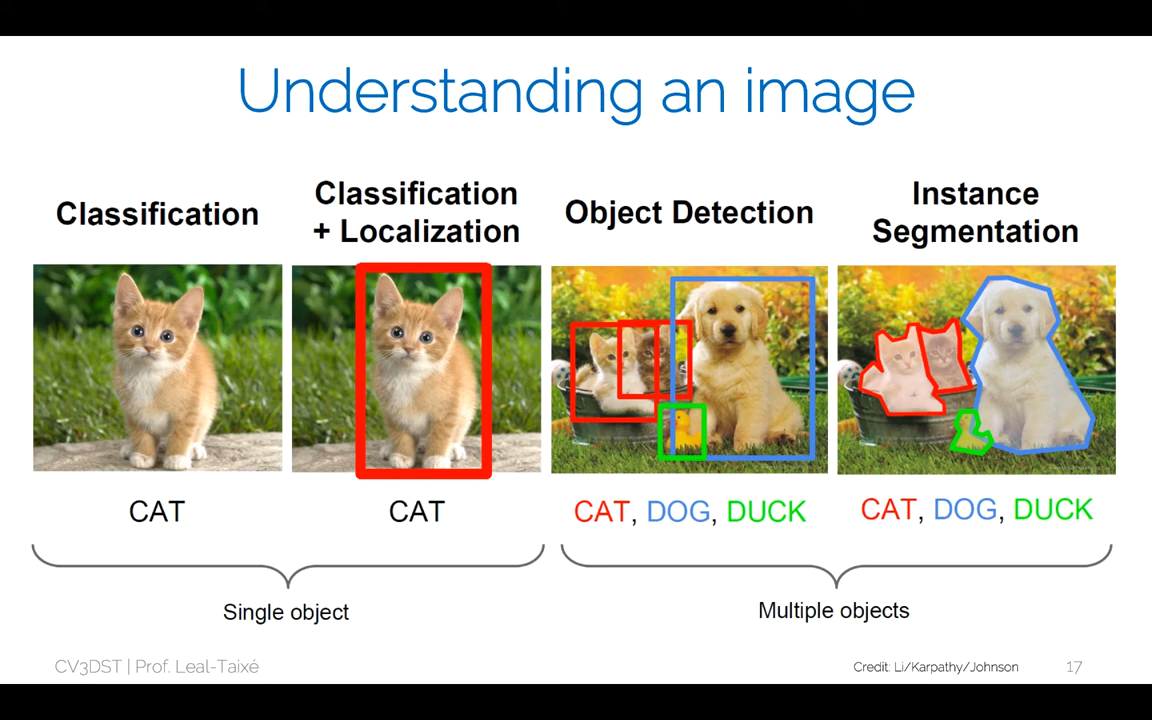 Understanding an image
Classification
Classification
+ Localization
Object Detection
Instance
Segmentation
CAT
CAT
CAT, DOG, DUCK
CAT, DOG, DUCK
Single object
Multiple objects
CV3DST | Prof. Leal-Taixé
Credit: Li/Karpathy/Johnson
17